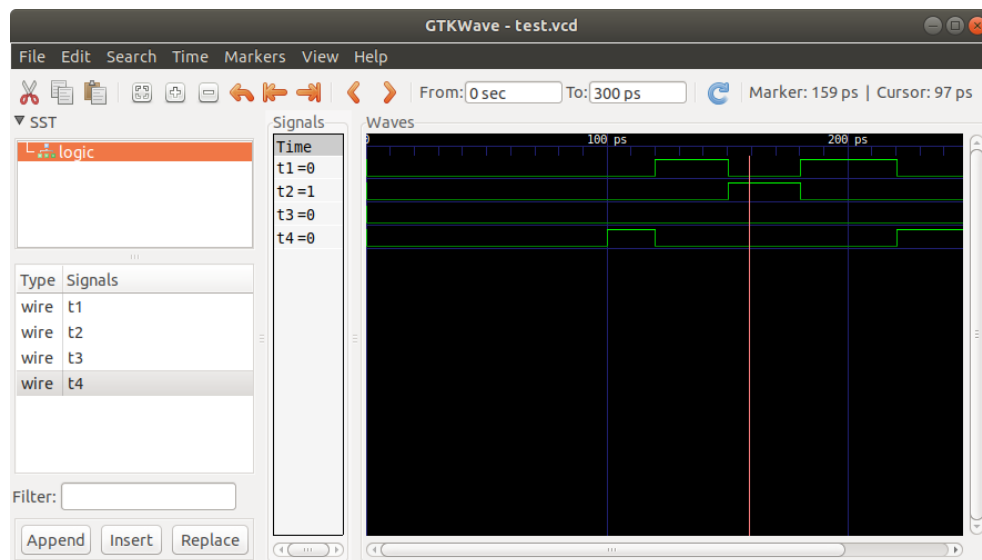 GTKWave - test.vcd
File Edit Search Time Markers View Help
From: 0 sec To: 300 ps Marker: 159 ps | Cursor: 97 ps
SST
logic
Type Signals
wire t1
wire t2
wire t3
wire t4
Filter:
Append Insert Replace
Signals
Time
t1=0
t2=1
t3=0
t4=0
Waves
0 100 ps 200 ps